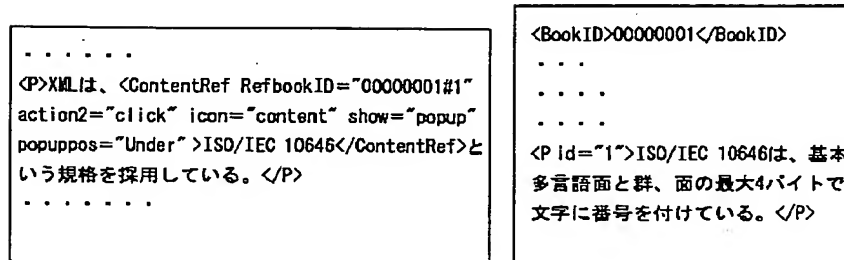 ・・・・・・
<P>XMLは、<ContentRef RefbookID="00000001#1"
action2="click" icon="content" show="popup"
popuppos="Under" >ISO/IEC 10646</ContentRef>と
いう規格を採用している。</P>
・・・・・・・
<BookID>00000001</BookID>
・・・
・・・・
・・・・
<P id="1">ISO/IEC 10646は、基本
多言語面と群、面の最大4バイトで
文字に番号を付けている。</P>